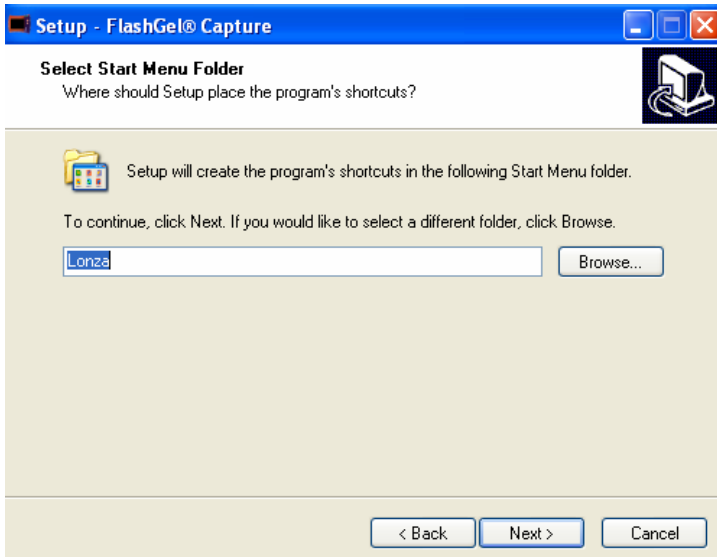 Setup - FlashGel® Capture
Select Start Menu Folder
Where should Setup place the program's shortcuts?
Setup will create the program's shortcuts in the following Start Menu folder.
To continue, click Next. If you would like to select a different folder, click Browse.
Lonza
Browse...
< Back
Next >
Cancel